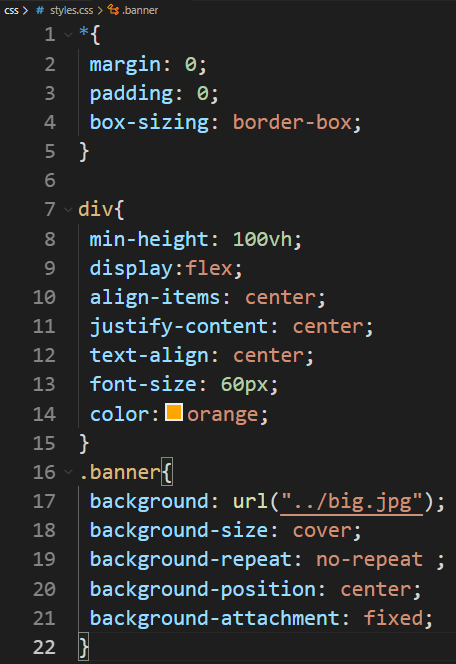 css > # styles.css > .banner
1 *{
2 margin: 0;
3 padding: 0;
4 box-sizing: border-box;
5 }
6
7 div{
8 min-height: 100vh;
9 display:flex;
10 align-items: center;
11 justify-content: center;
12 text-align: center;
13 font-size: 60px;
14 color: orange;
15 }
16 .banner{
17 background: url("../big.jpg");
18 background-size: cover;
19 background-repeat: no-repeat ;
20 background-position: center;
21 background-attachment: fixed;
22 }